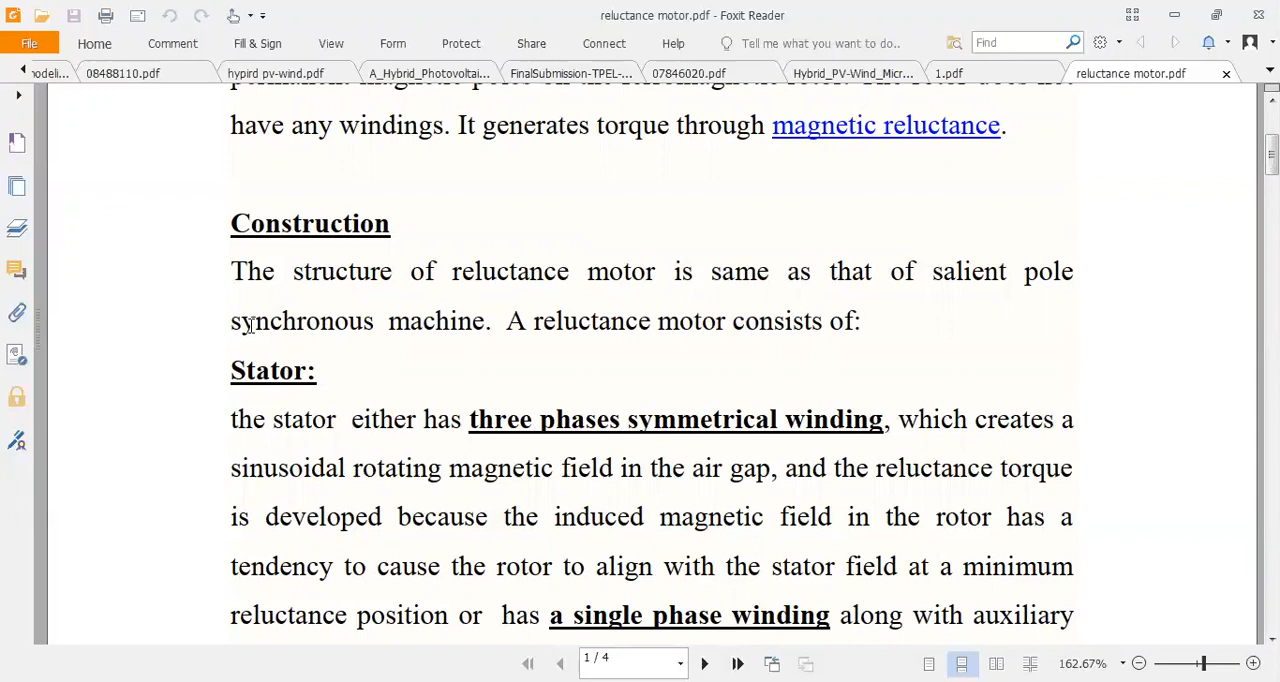 reluctance motor.pdf - Foxit Reader
File Home Comment Fill & Sign View Form Protect Share Connect Help Tell me what you want to do.. Find
nodeli... 08488110.pdf hypird pv-wind.pdf A_Hybrid_Photovoltai... FinalSubmission-TPEL-... 07846020.pdf Hybrid_PV-Wind_Micr... 1.pdf reluctance motor.pdf
have any windings. It generates torque through magnetic reluctance.
Construction
The structure of reluctance motor is same as that of salient pole
synchronous machine. A reluctance motor consists of:
Stator:
the stator either has three phases symmetrical winding, which creates a
sinusoidal rotating magnetic field in the air gap, and the reluctance torque
is developed because the induced magnetic field in the rotor has a
tendency to cause the rotor to align with the stator field at a minimum
reluctance position or has a single phase winding along with auxiliary
1 / 4 162.67%